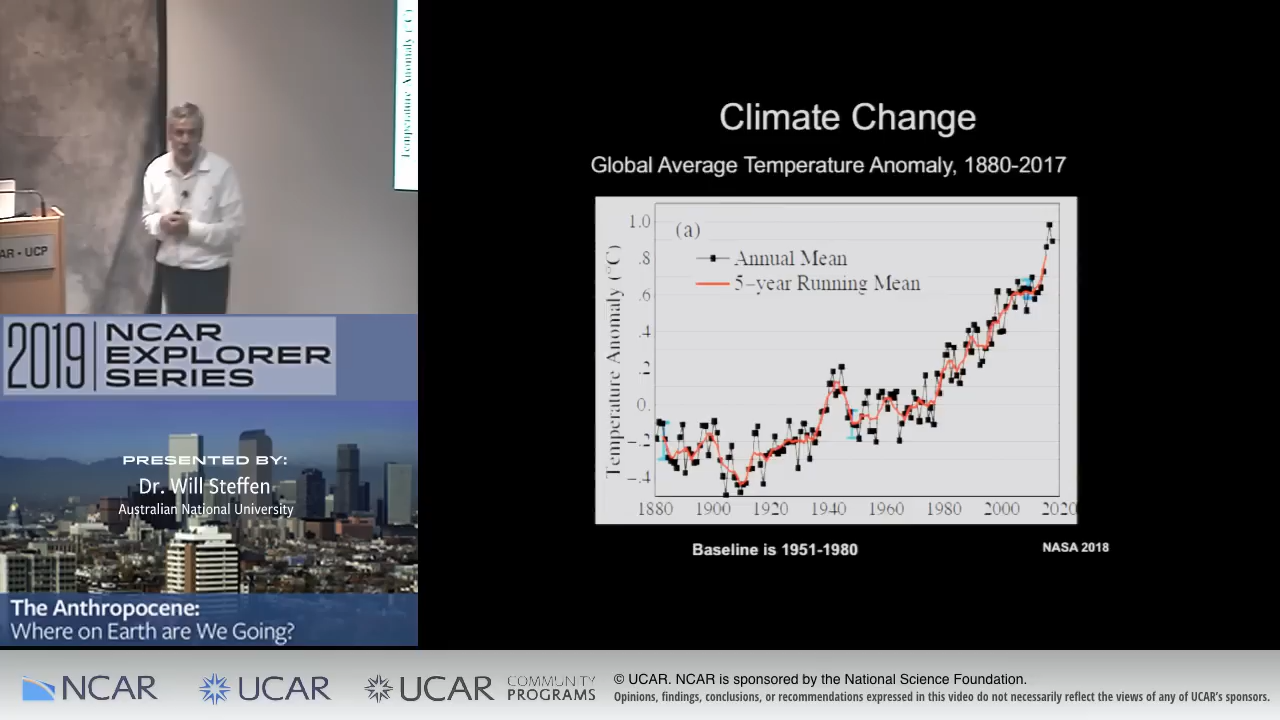 AR • UCP
2019
NCAR
EXPLORER
SERIES
PRESENTED BY:
Dr. Will Steffen
Australian National University
The Anthropocene:
Where on Earth are We Going?
Climate Change
Global Average Temperature Anomaly, 1880-2017
(a)
Annual Mean
5-year Running Mean
Temperature Anomaly (°C)
1.0
.8
.6
.4
.2
0.
-.2
-.4
1880 1900 1920 1940 1960 1980 2000 2020
Baseline is 1951-1980
NASA 2018
NCAR
UCAR
UCAR
COMMUNITY
PROGRAMS
© UCAR. NCAR is sponsored by the National Science Foundation.
Opinions, findings, conclusions, or recommendations expressed in this video do not necessarily reflect the views of any of UCAR's sponsors.